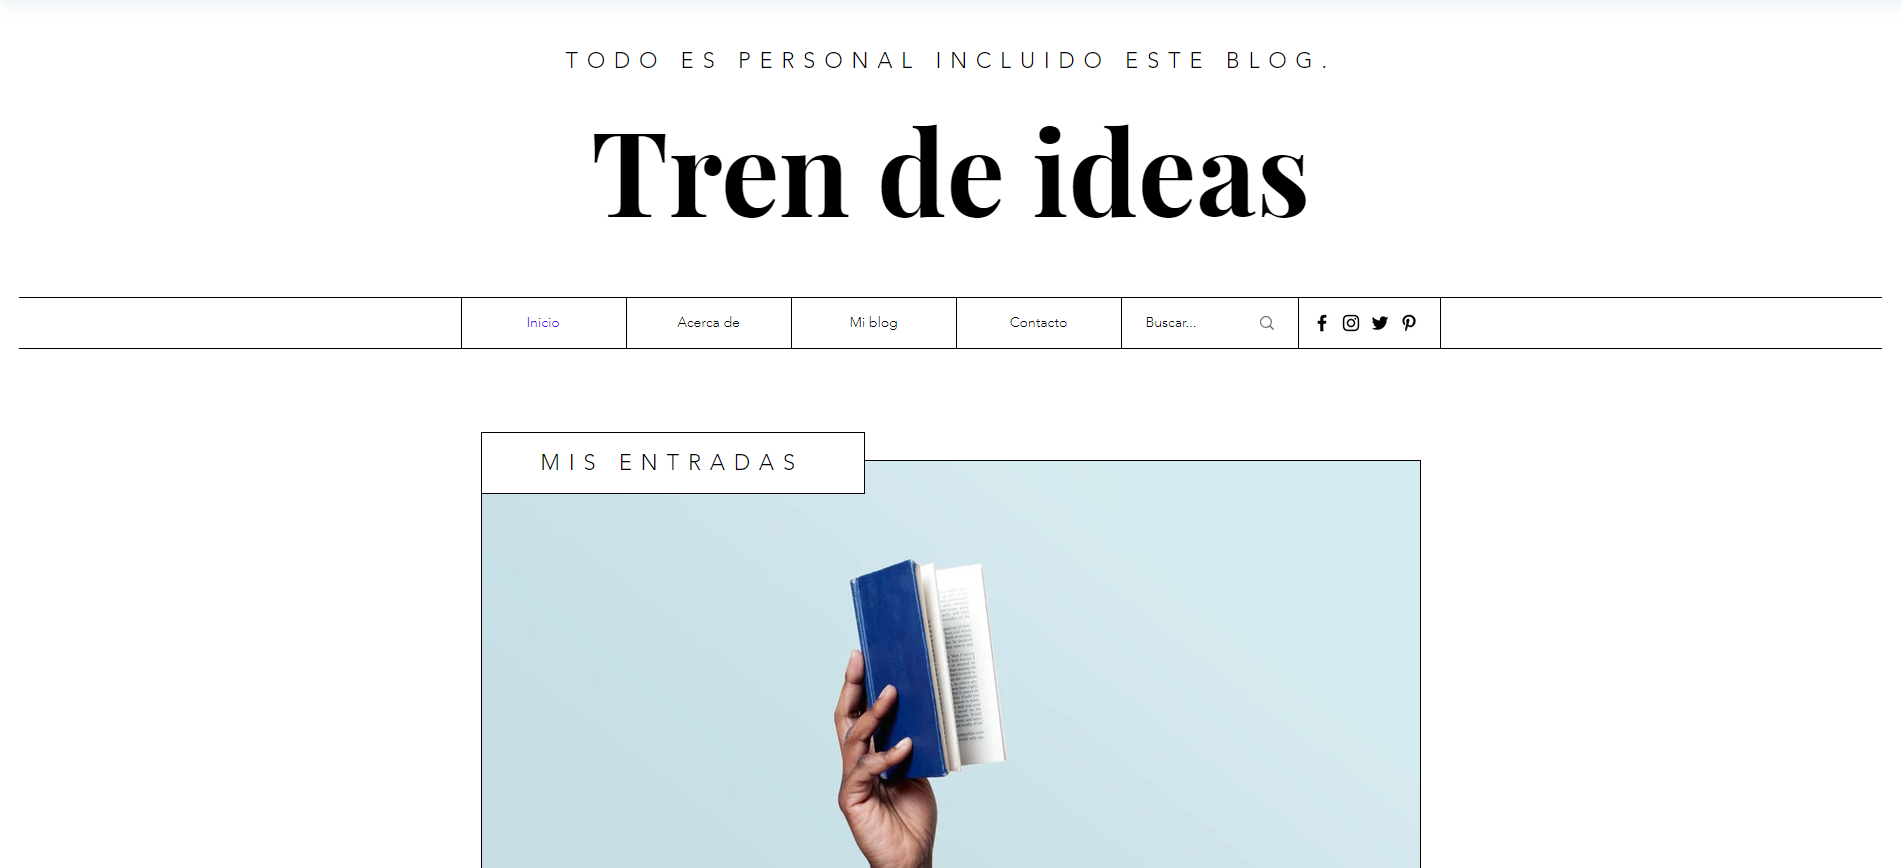 TODO ES PERSONAL INCLUIDO ESTE BLOG.
Tren de ideas
Inicio Acerca de Mi blog Contacto Buscar...
MIS ENTRADAS